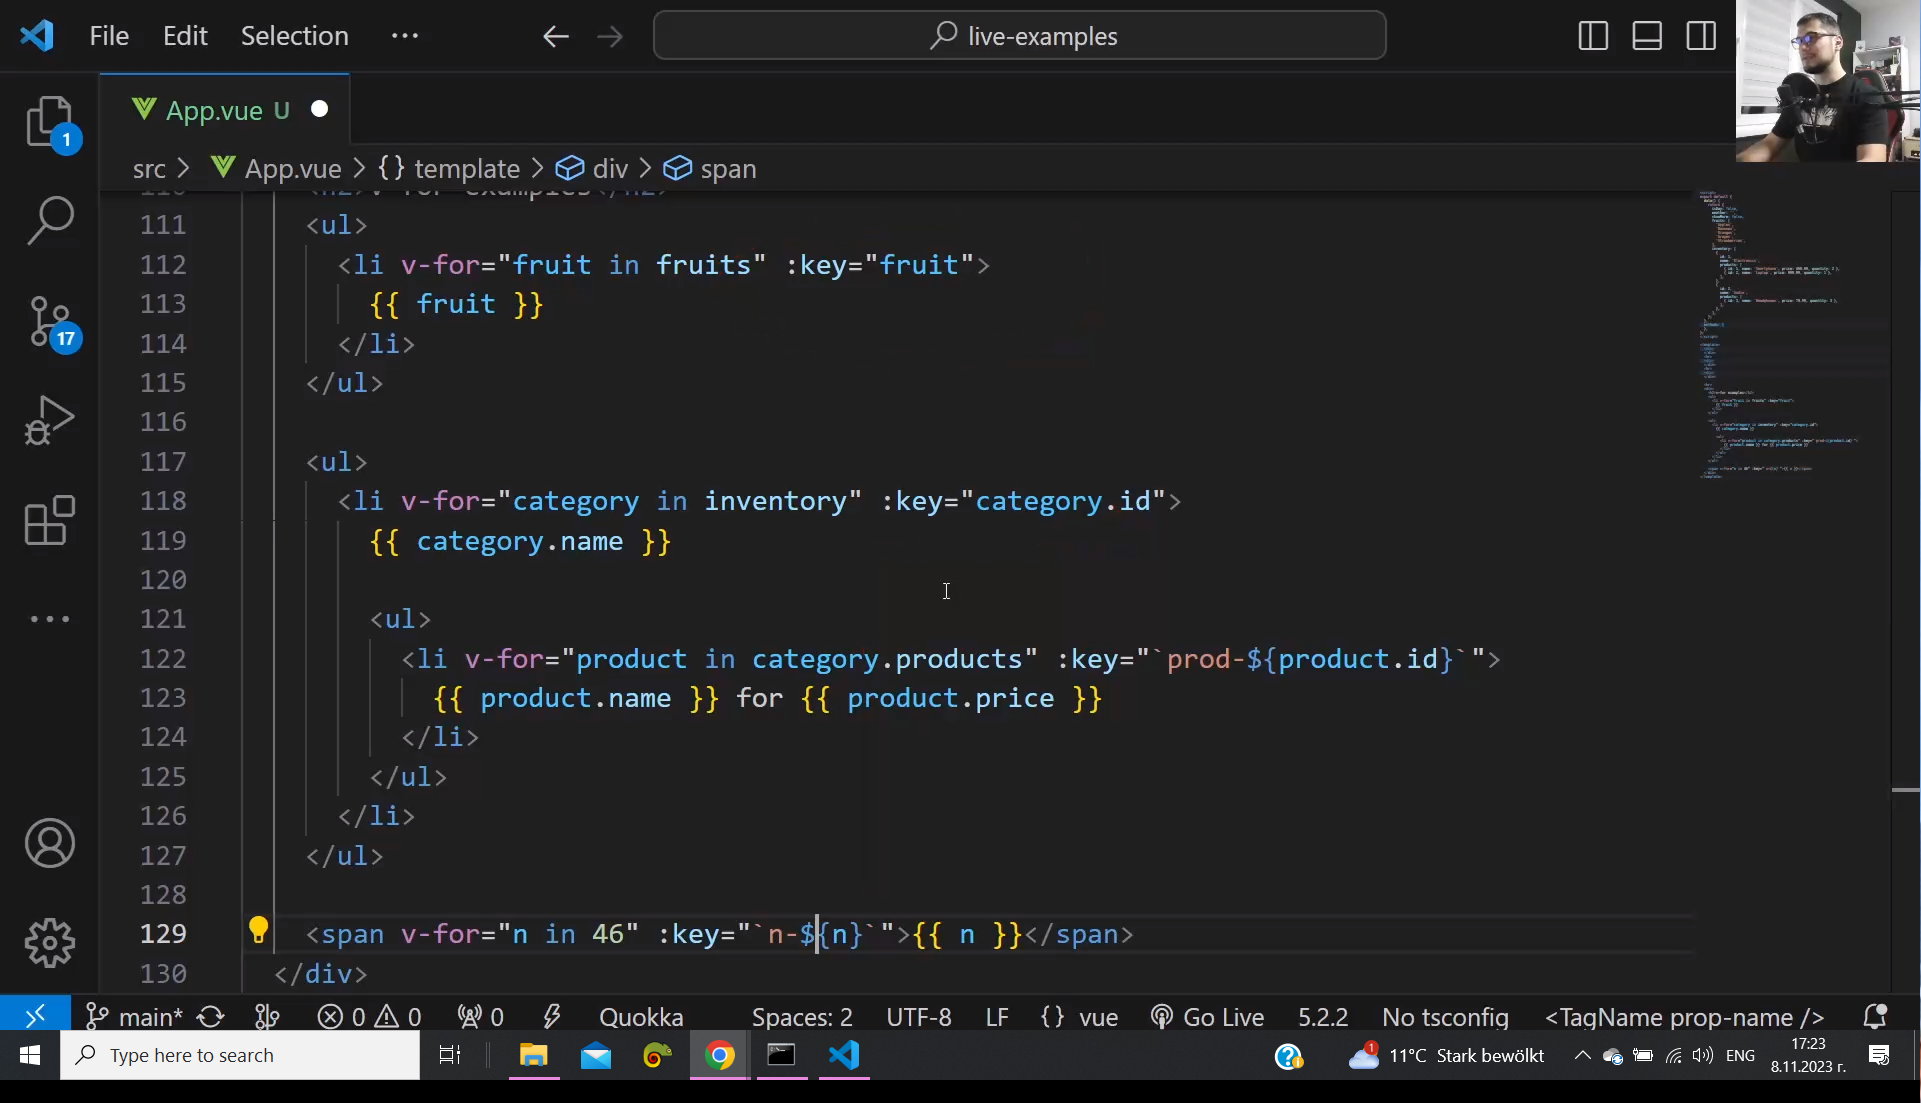 File Edit Selection ··· live-examples
App.vue U
src > App.vue > {} template > div > span
111 <ul>
112 <li v-for="fruit in fruits" :key="fruit">
113 {{ fruit }}
114 </li>
115 </ul>
116
117 <ul>
118 <li v-for="category in inventory" :key="category.id">
119 {{ category.name }}
120
121 <ul>
122 <li v-for="product in category.products" :key="`prod-${product.id}`">
123 {{ product.name }} for {{ product.price }}
124 </li>
125 </ul>
126 </li>
127 </ul>
128
129 <span v-for="n in 46" :key="`n-${n}`">{{ n }}</span>
130 </div>
1
17
main* 0 0 0 Quokka Spaces: 2 UTF-8 LF {} vue Go Live 5.2.2 No tsconfig <TagName prop-name />
Type here to search 1 11°C Stark bewölkt ENG 17:23
8.11.2023 г.